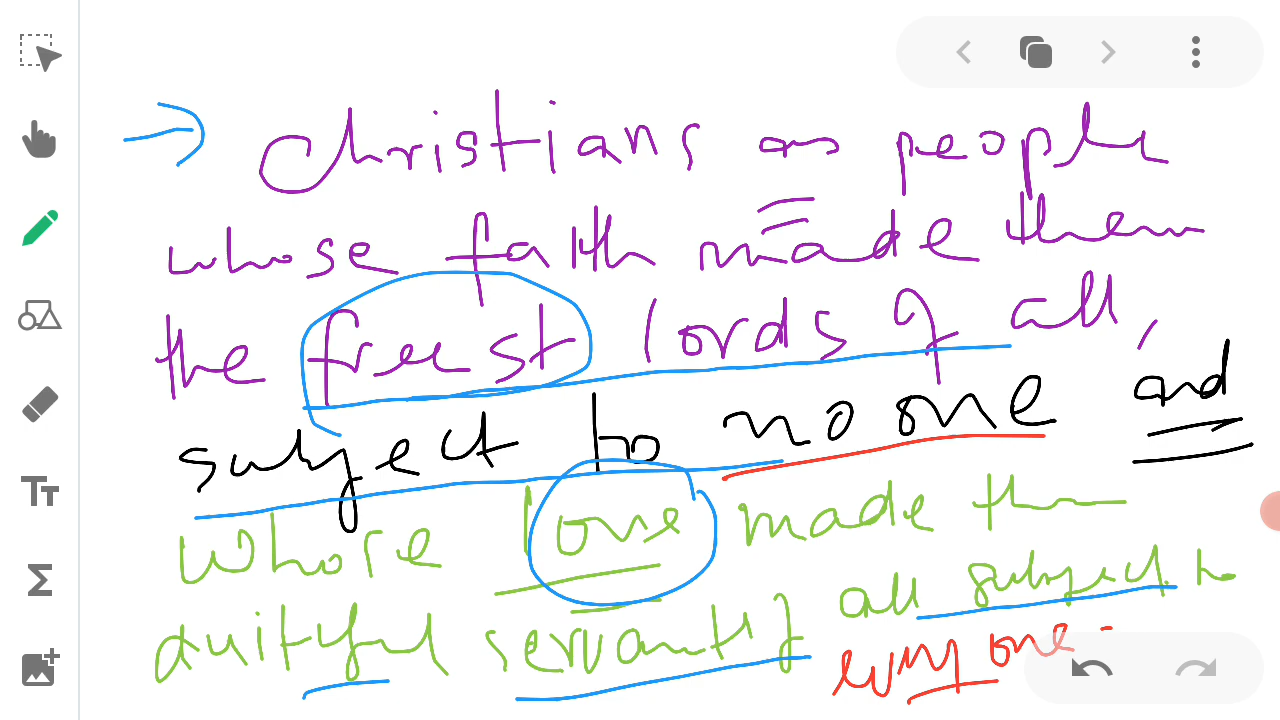 → Christians as people
whose faith made them
the freest lords of all,
subject to no one and
whose love made them
dutiful servant of all subject to
every one.